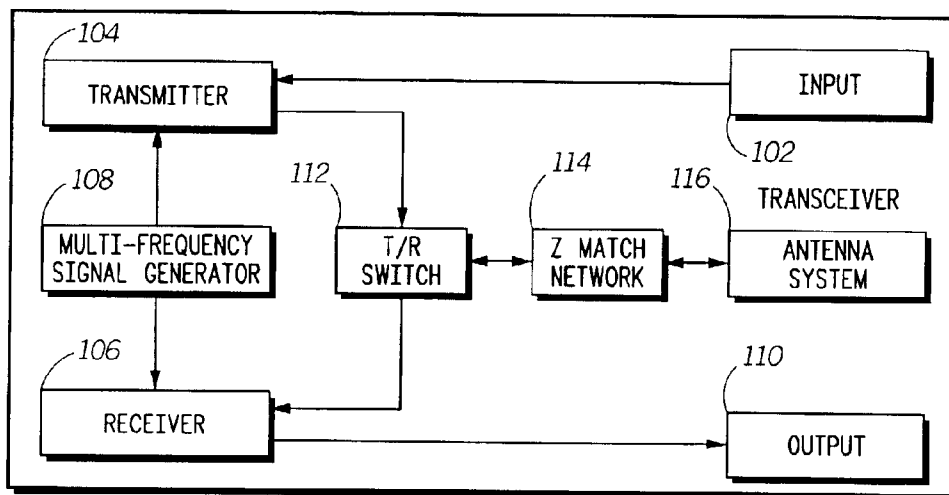 104
TRANSMITTER
INPUT
102
108
MULTI-FREQUENCY
SIGNAL GENERATOR
112
T/R
SWITCH
114
Z MATCH
NETWORK
116
TRANSCEIVER
ANTENNA
SYSTEM
106
RECEIVER
110
OUTPUT